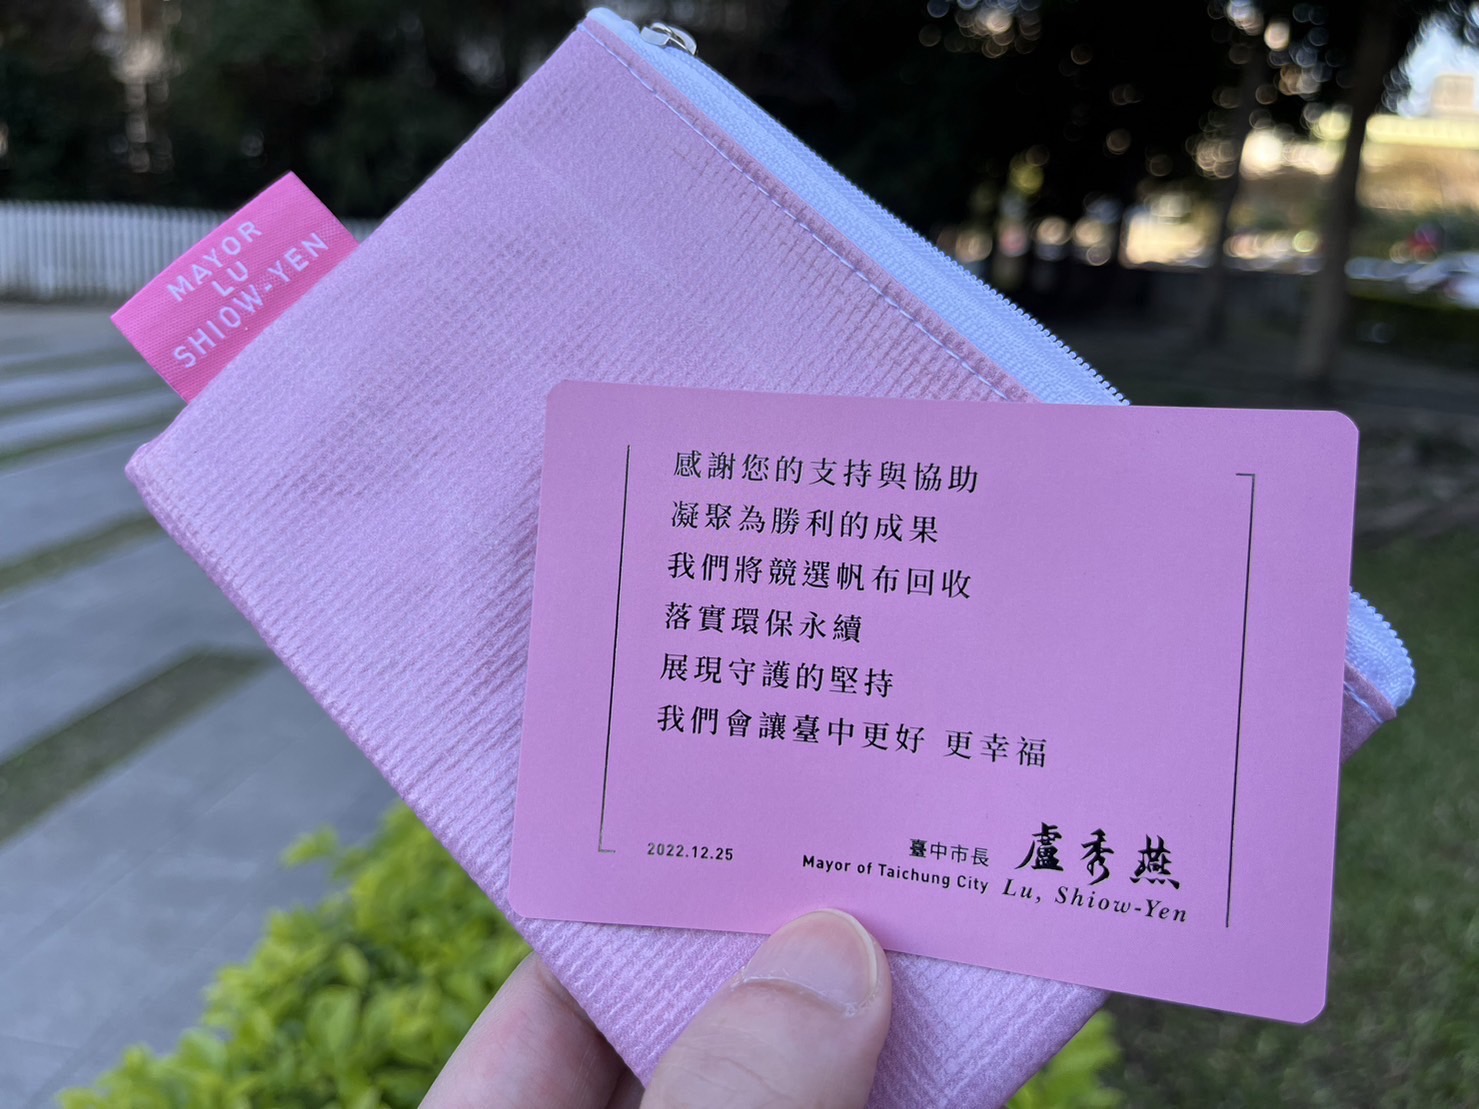 MAYOR
LU
SHIOW-YEN
感謝您的支持與協助
凝聚為勝利的成果
我們將競選帆布回收
落實環保永續
展現守護的堅持
我們會讓臺中更好 更幸福
2022.12.25
臺中市長 盧秀燕
Mayor of Taichung City Lu, Shiow-Yen